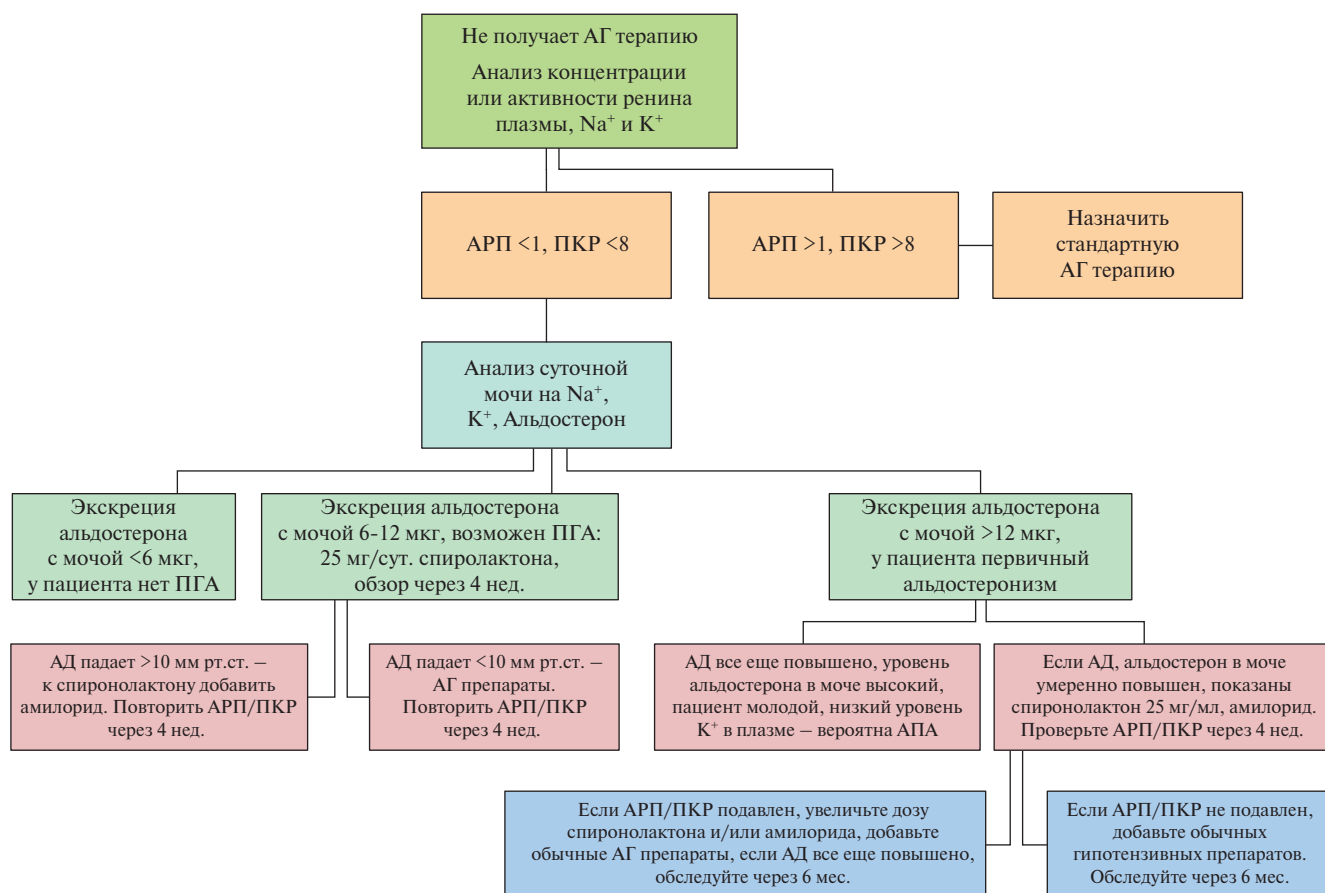 Не получает АГ терапию
Анализ концентрации
или активности ренина
плазмы, Na⁺ и K⁺
АРП <1, ПКР <8
АРП >1, ПКР >8
Назначить
стандартную
АГ терапию
Анализ суточной
мочи на Na⁺,
K⁺, Альдостерон
Экскреция
альдостерона
с мочой <6 мкг,
у пациента нет ПГА
Экскреция альдостерона
с мочой 6-12 мкг, возможен ПГА:
25 мг/сут. спиролактона,
обзор через 4 нед.
Экскреция альдостерона
с мочой >12 мкг,
у пациента первичный
альдостеронизм
АД падает >10 мм рт.ст. –
к спиронолактону добавить
амилорид. Повторить АРП/ПКР
через 4 нед.
АД падает <10 мм рт.ст. –
АГ препараты.
Повторить АРП/ПКР
через 4 нед.
АД все еще повышено, уровень
альдостерона в моче высокий,
пациент молодой, низкий уровень
K⁺ в плазме – вероятна АПА
Если АД, альдостерон в моче
умеренно повышен, показаны
спиронолактон 25 мг/мл, амилорид.
Проверьте АРП/ПКР через 4 нед.
Если АРП/ПКР подавлен, увеличьте дозу
спиронолактона и/или амилорида, добавьте
обычные АГ препараты, если АД все еще повышено,
обследуйте через 6 мес.
Если АРП/ПКР не подавлен,
добавьте обычных
гипотензивных препаратов.
Обследуйте через 6 мес.